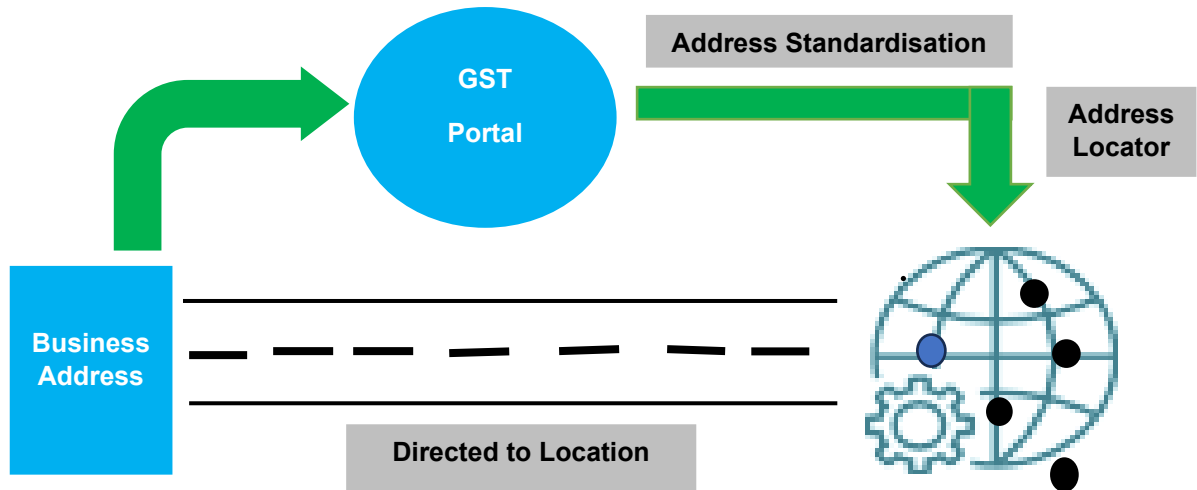 GST
Portal
Address Standardisation
Address
Locator
Business
Address
Directed to Location